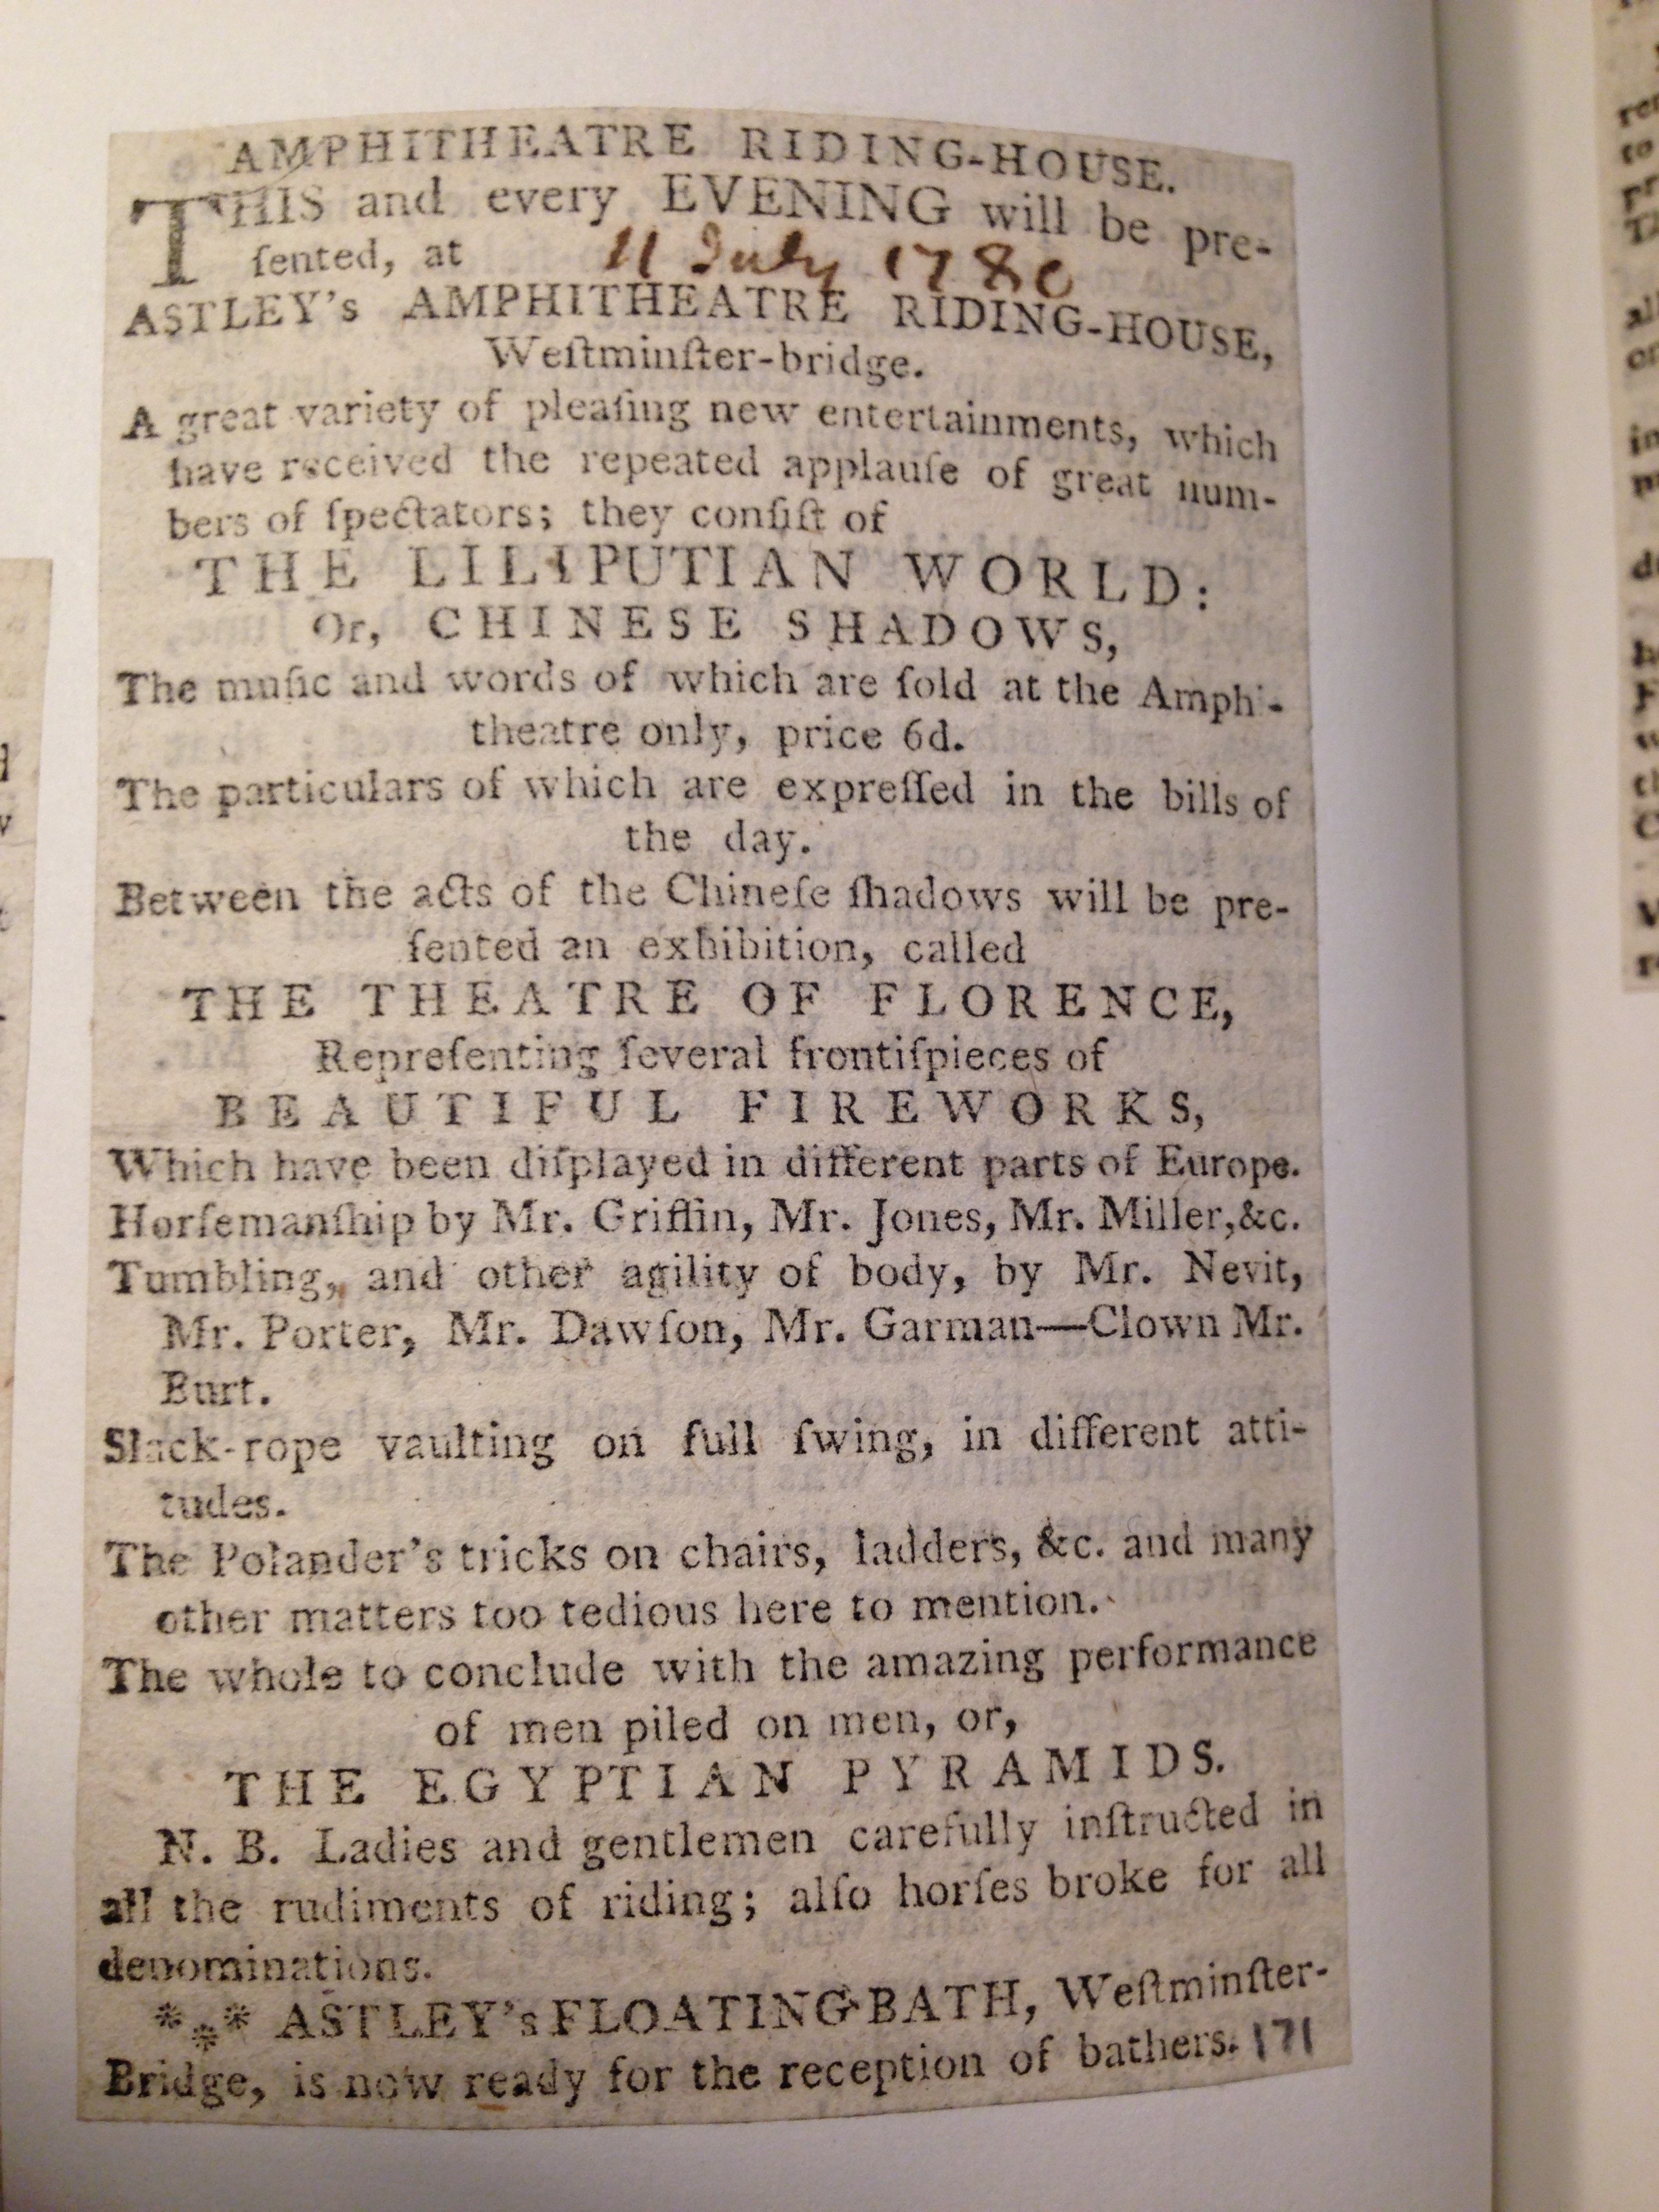 AMPHITHEATRE RIDING-HOUSE.
THIS and every EVENING will be pre-
ſented, at 11 July 1780
ASTLEY's AMPHITHEATRE RIDING-HOUSE,
Weſtminſter-bridge.
A great variety of pleaſing new entertainments, which
have received the repeated applauſe of great num-
bers of ſpectators; they conſiſt of
THE LILIPUTIAN WORLD:
Or, CHINESE SHADOWS,
The muſic and words of which are ſold at the Amphi-
theatre only, price 6d.
The particulars of which are expreſſed in the bills of
the day.
Between the acts of the Chineſe ſhadows will be pre-
ſented an exhibition, called
THE THEATRE OF FLORENCE,
Repreſenting ſeveral frontiſpieces of
BEAUTIFUL FIREWORKS,
Which have been diſplayed in different parts of Europe.
Horſemanſhip by Mr. Griffin, Mr. Jones, Mr. Miller, &c.
Tumbling, and other agility of body, by Mr. Nevit,
Mr. Porter, Mr. Dawſon, Mr. Garman—Clown Mr.
Burt.
Slack-rope vaulting on full ſwing, in different atti-
tudes.
The Polander's tricks on chairs, ladders, &c. and many
other matters too tedious here to mention.
The whole to conclude with the amazing performance
of men piled on men, or,
THE EGYPTIAN PYRAMIDS.
N. B. Ladies and gentlemen carefully inſtructed in
all the rudiments of riding; alſo horſes broke for all
denominations.
*⁎* ASTLEY's FLOATING BATH, Weſtminſter-
Bridge, is now ready for the reception of bathers. 171